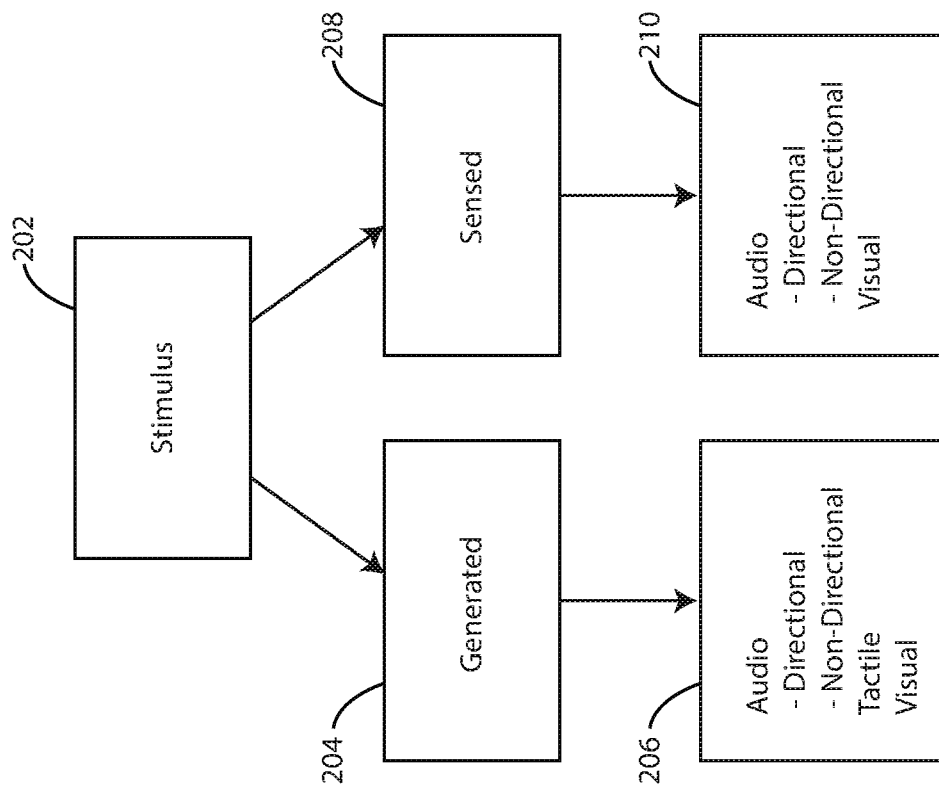 202
Stimulus
204
Generated
208
Sensed
206
Audio
- Directional
- Non-Directional
Tactile
Visual
210
Audio
- Directional
- Non-Directional
Visual